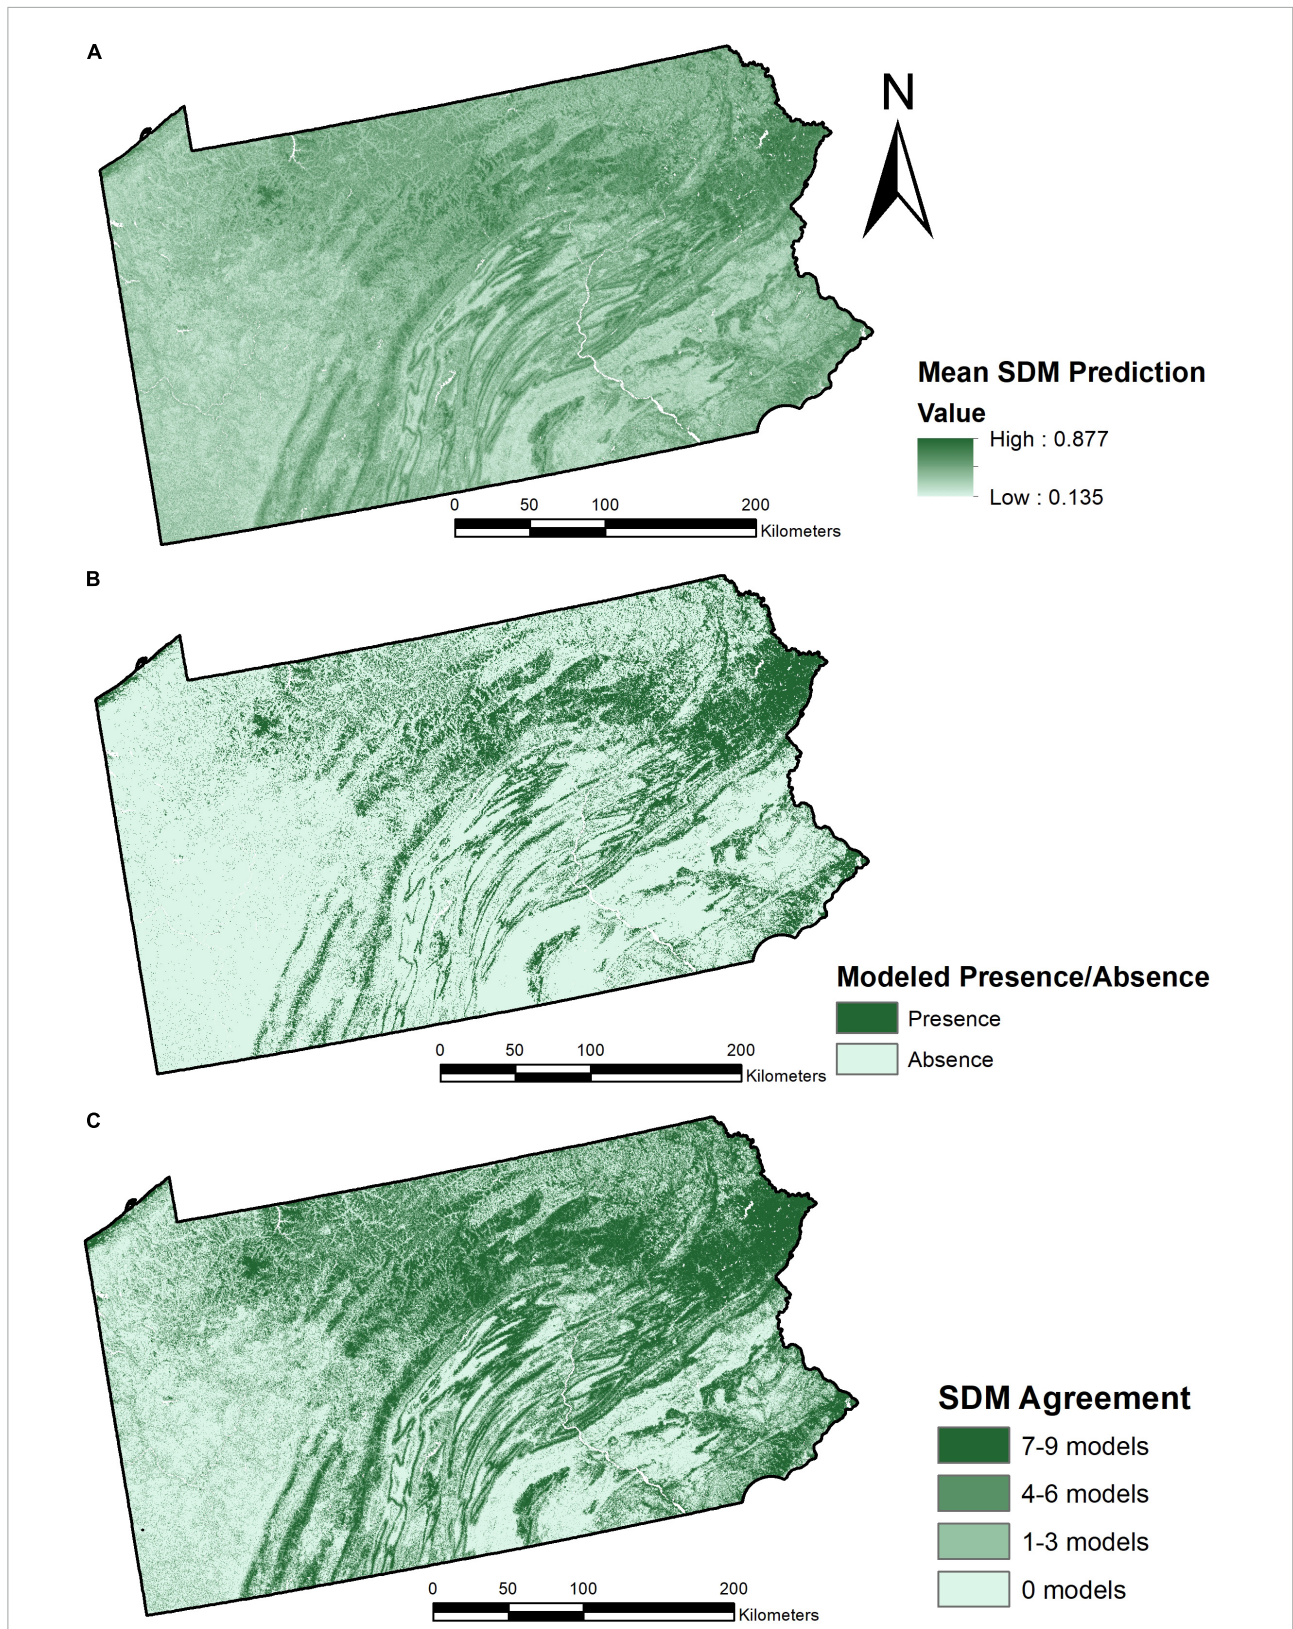 A
N
Mean SDM Prediction
Value
High : 0.877
Low : 0.135
0 50 100 200
Kilometers
B
Modeled Presence/Absence
Presence
Absence
0 50 100 200
Kilometers
C
SDM Agreement
7-9 models
4-6 models
1-3 models
0 models
0 50 100 200
Kilometers